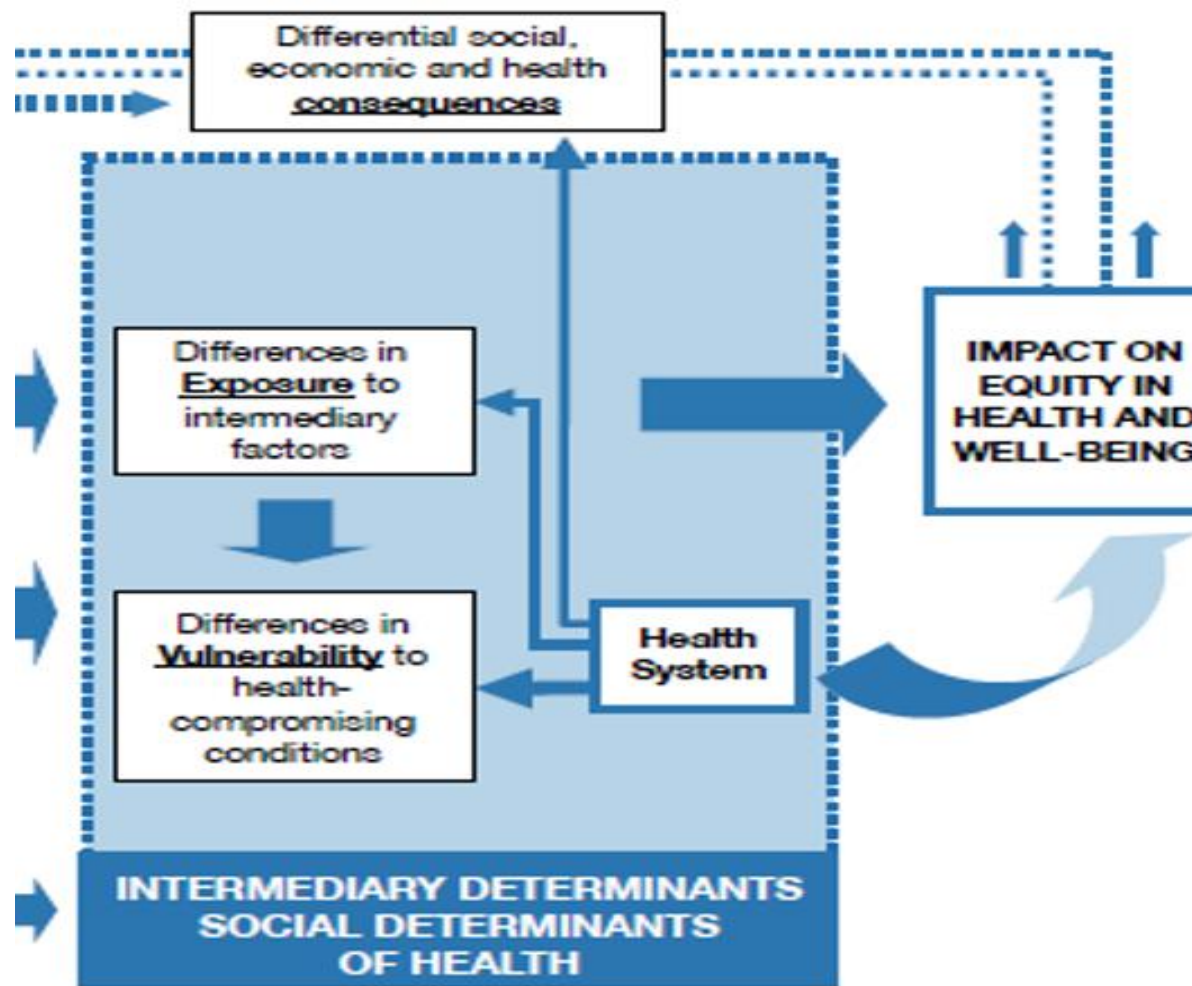 Differential social,
economic and health
consequences
Differences in
Exposure to
intermediary
factors
IMPACT ON
EQUITY IN
HEALTH AND
WELL-BEING
Differences in
Vulnerability to
health-
compromising
conditions
Health
System
INTERMEDIARY DETERMINANTS
SOCIAL DETERMINANTS
OF HEALTH